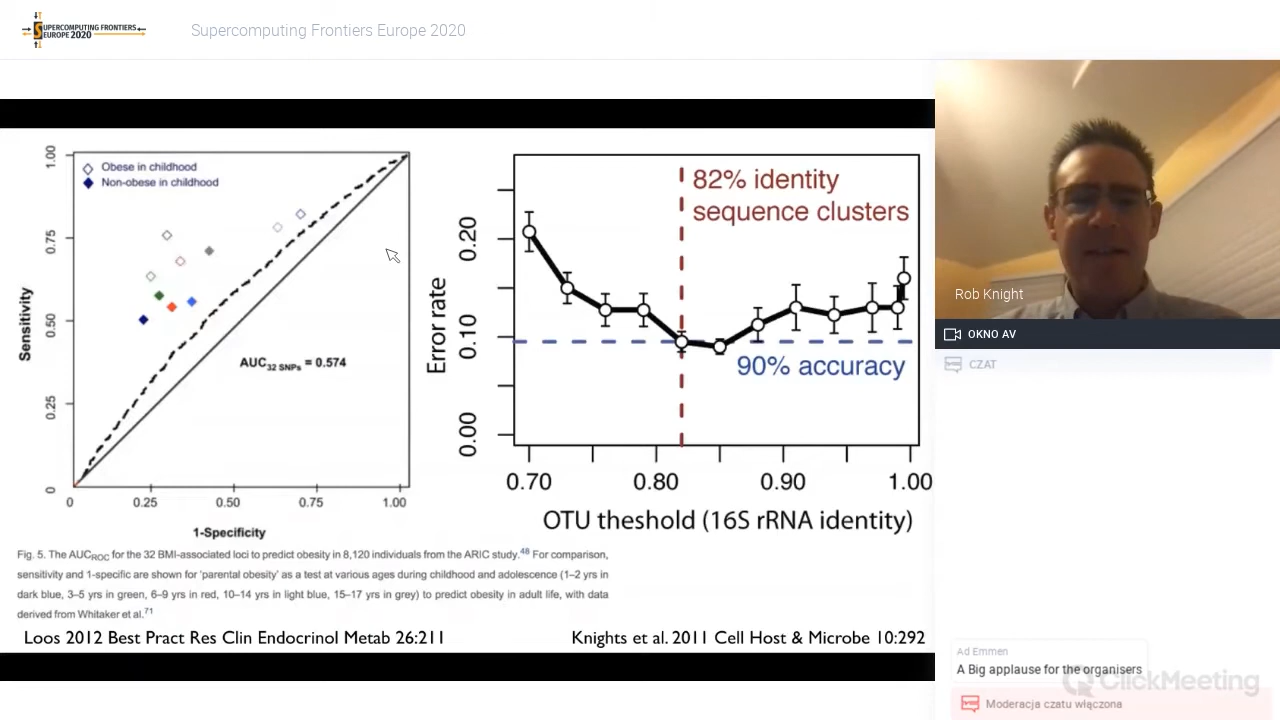 SUPERCOMPUTING FRONTIERS
EUROPE 2020
Supercomputing Frontiers Europe 2020
Obese in childhood
Non-obese in childhood
1.00
0.75
0.50
0.25
0
Sensitivity
AUC32 SNPs = 0.574
0
0.25
0.50
0.75
1.00
1-Specificity
82% identity
sequence clusters
0.20
0.10
0.00
Error rate
90% accuracy
0.70
0.80
0.90
1.00
OTU theshold (16S rRNA identity)
Fig. 5. The AUCROC for the 32 BMI-associated loci to predict obesity in 8,120 individuals from the ARIC study.48 For comparison,
sensitivity and 1-specific are shown for 'parental obesity' as a test at various ages during childhood and adolescence (1–2 yrs in
dark blue, 3–5 yrs in green, 6–9 yrs in red, 10–14 yrs in light blue, 15–17 yrs in grey) to predict obesity in adult life, with data
derived from Whitaker et al.71
Loos 2012 Best Pract Res Clin Endocrinol Metab 26:211
Knights et al. 2011 Cell Host & Microbe 10:292
Rob Knight
OKNO AV
CZAT
Ad Emmen
A Big applause for the organisers
ClickMeeting
Moderacja czatu włączona